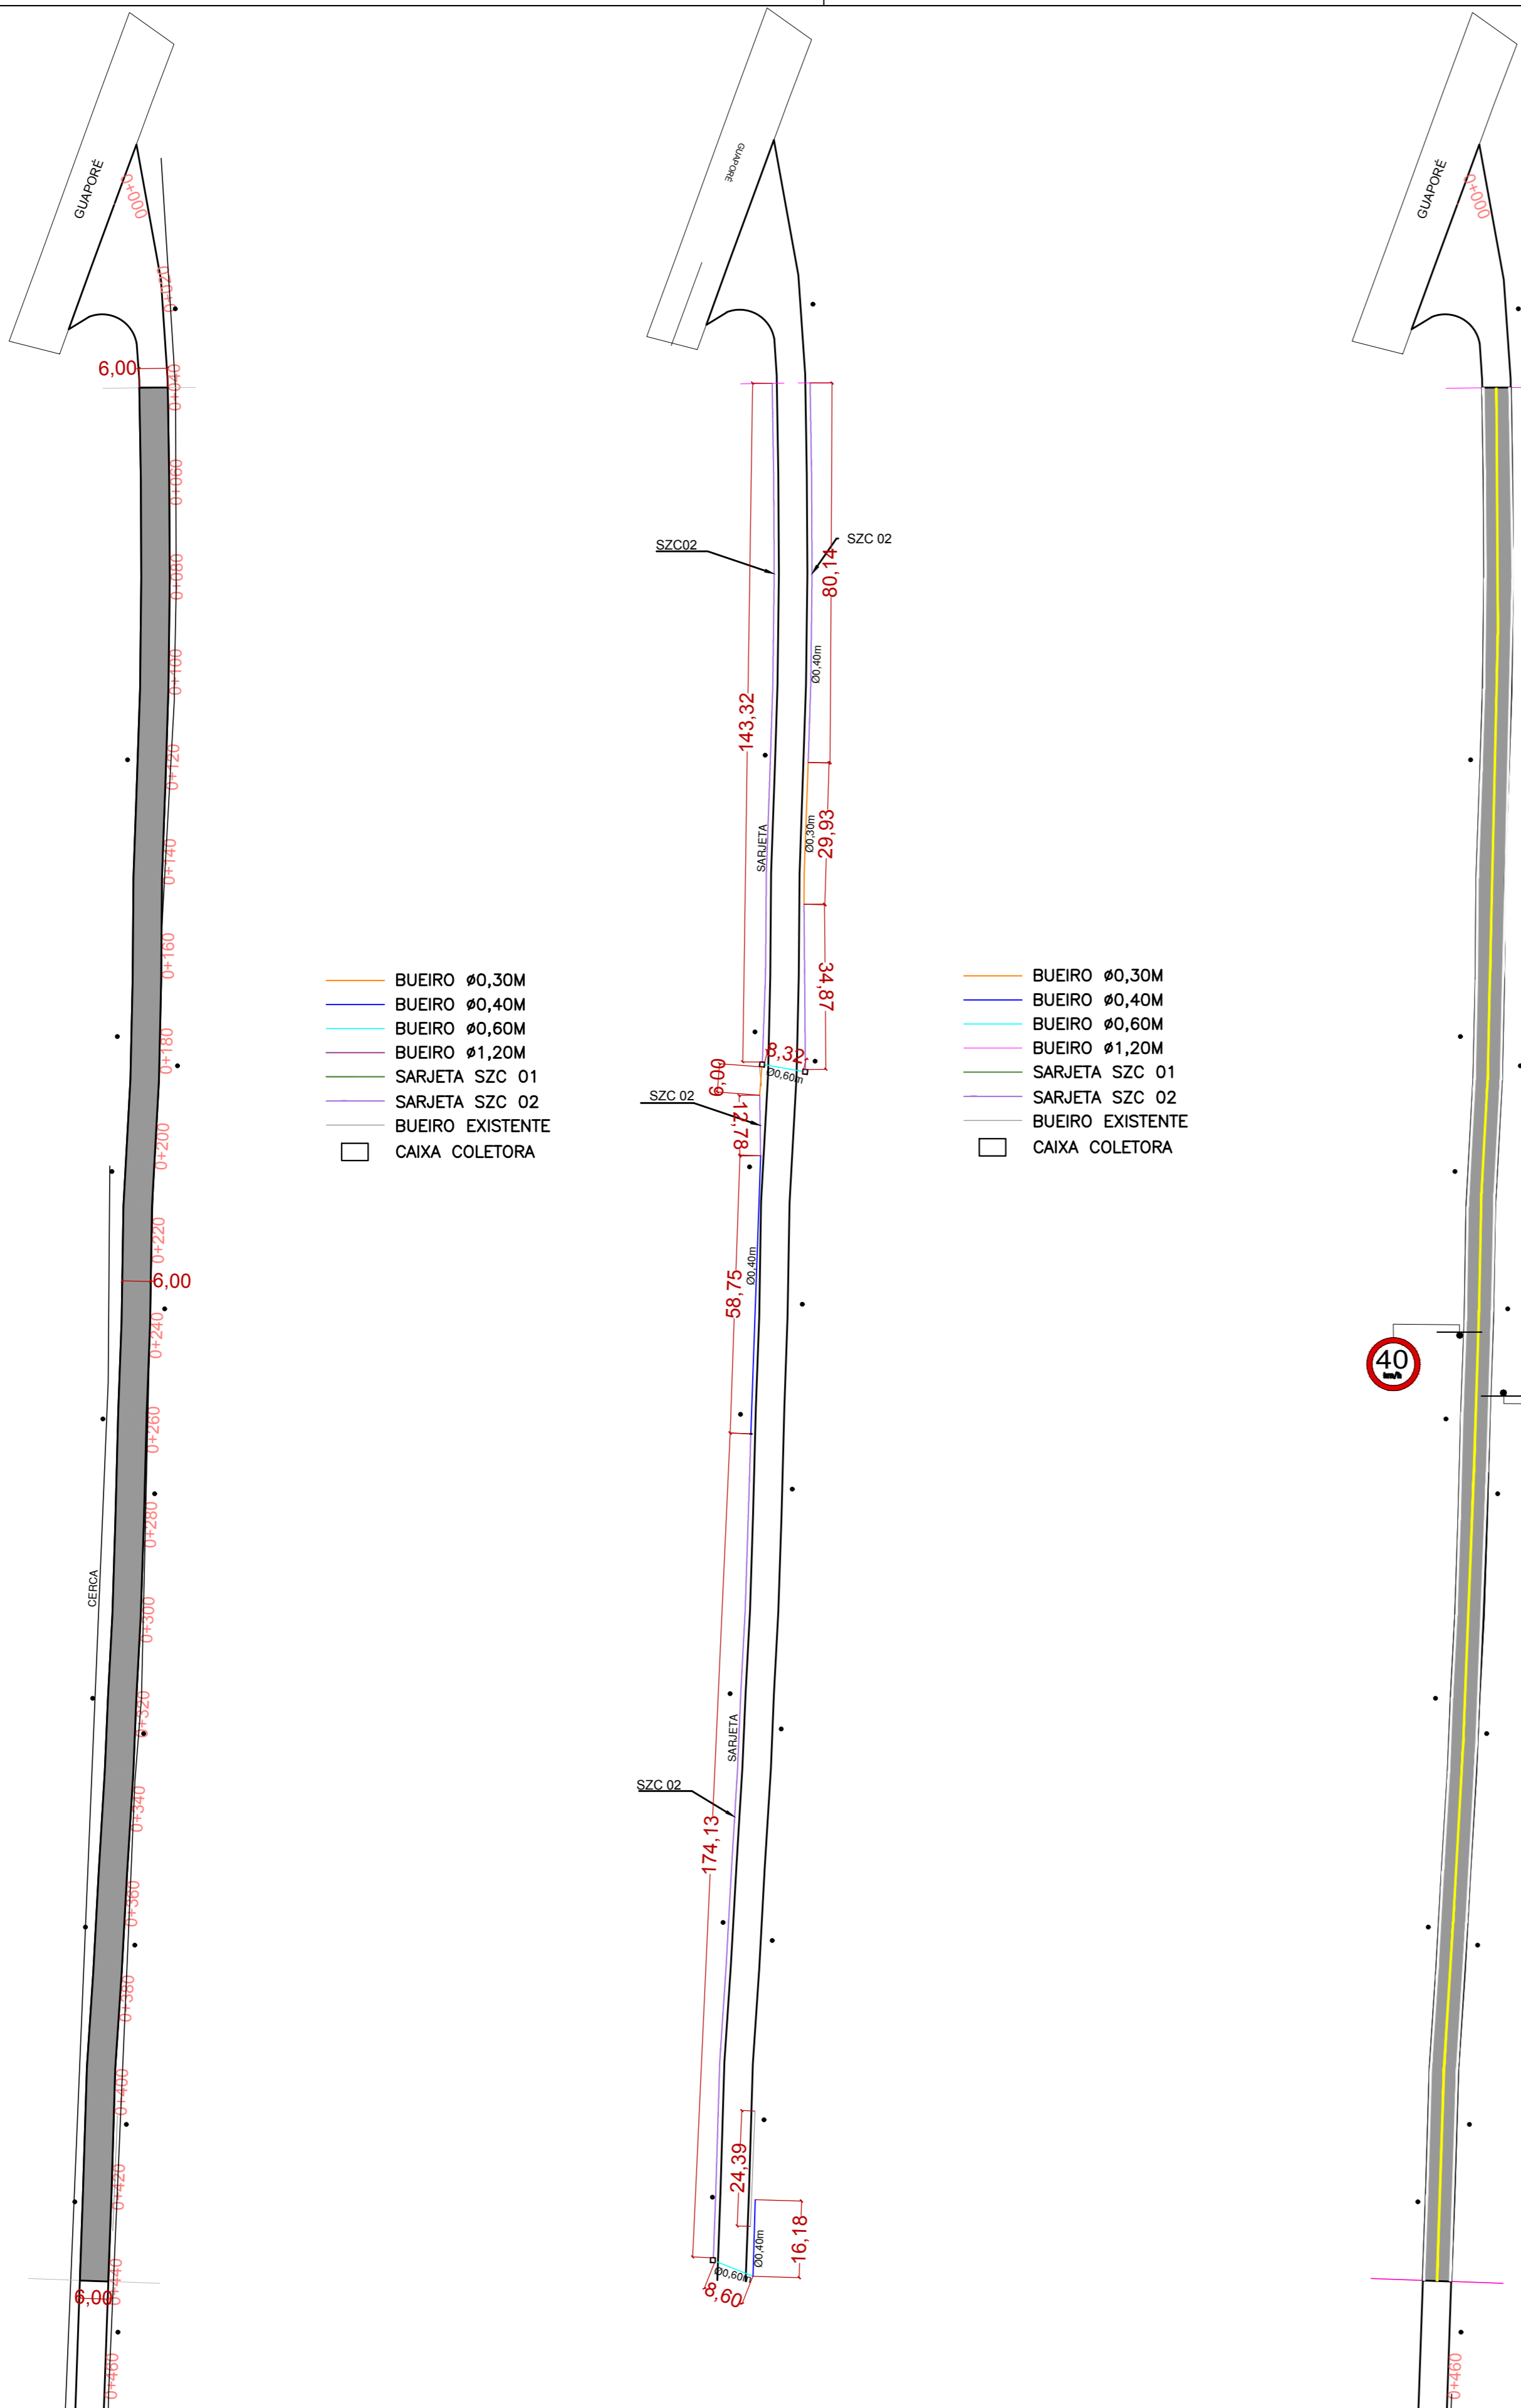 GUAPORÉ
0+000
0+020
6,00
0+040
0+060
0+080
0+100
0+120
0+140
0+160
0+180
0+200
0+220
6,00
0+240
0+260
0+280
CERCA
0+300
0+320
0+340
0+360
0+380
0+400
0+420
0+440
6,00
0+460
BUEIRO Ø0,30M
BUEIRO Ø0,40M
BUEIRO Ø0,60M
BUEIRO Ø1,20M
SARJETA SZC 01
SARJETA SZC 02
BUEIRO EXISTENTE
CAIXA COLETORA
GUAPORÉ
SZC02
SZC 02
80,14
Ø0,40m
143,32
SARJETA
Ø0,30m
29,93
34,87
8,32
Ø0,60m
6,00
SZC 02
12,78
Ø0,40m
58,75
SARJETA
SZC 02
174,13
24,39
16,18
Ø0,40m
Ø0,60m
8,60
BUEIRO Ø0,30M
BUEIRO Ø0,40M
BUEIRO Ø0,60M
BUEIRO Ø1,20M
SARJETA SZC 01
SARJETA SZC 02
BUEIRO EXISTENTE
CAIXA COLETORA
GUAPORÉ
0+000
40
km/h
0+460